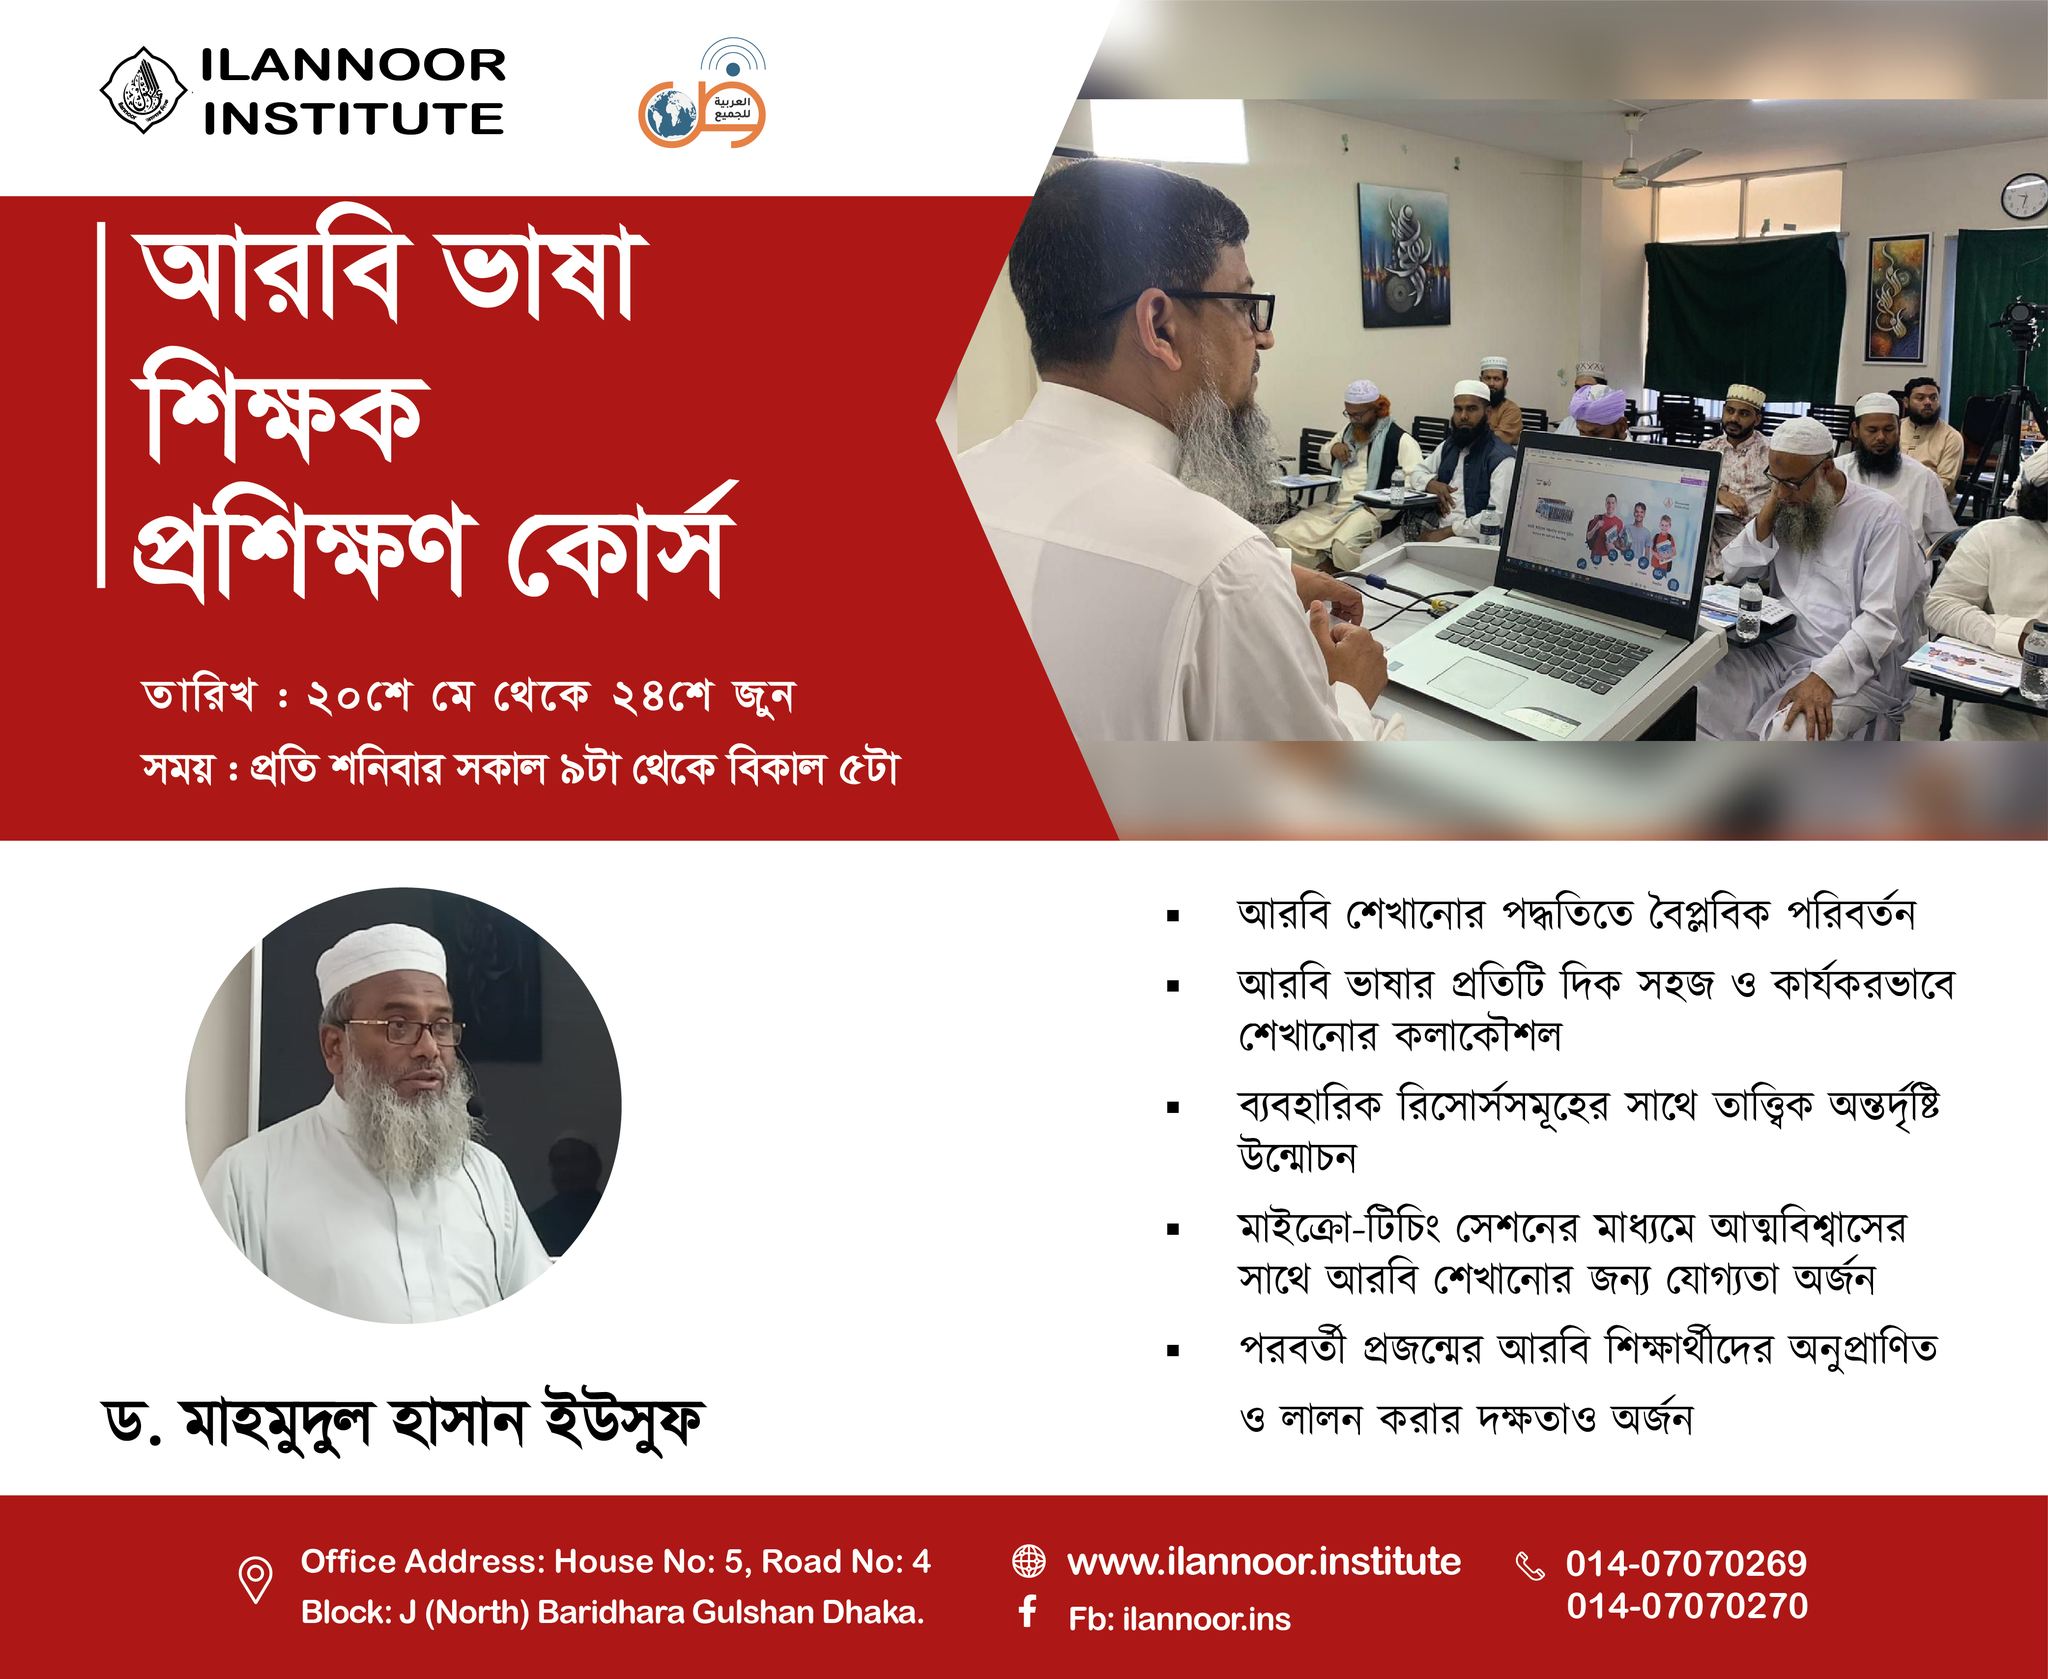 ILANNOOR
INSTITUTE
العربية
للجميع
আরবি ভাষা
শিক্ষক
প্রশিক্ষণ কোর্স
তারিখ : ২০শে মে থেকে ২৪শে জুন
সময় : প্রতি শনিবার সকাল ৯টা থেকে বিকাল ৫টা
ড. মাহমুদুল হাসান ইউসুফ
▪ আরবি শেখানোর পদ্ধতিতে বৈপ্লবিক পরিবর্তন
▪ আরবি ভাষার প্রতিটি দিক সহজ ও কার্যকরভাবে
শেখানোর কলাকৌশল
▪ ব্যবহারিক রিসোর্সসমূহের সাথে তাত্ত্বিক অন্তর্দৃষ্টি
উন্মোচন
▪ মাইক্রো-টিচিং সেশনের মাধ্যমে আত্মবিশ্বাসের
সাথে আরবি শেখানোর জন্য যোগ্যতা অর্জন
▪ পরবর্তী প্রজন্মের আরবি শিক্ষার্থীদের অনুপ্রাণিত
ও লালন করার দক্ষতাও অর্জন
Office Address: House No: 5, Road No: 4
Block: J (North) Baridhara Gulshan Dhaka.
www.ilannoor.institute
Fb: ilannoor.ins
014-07070269
014-07070270